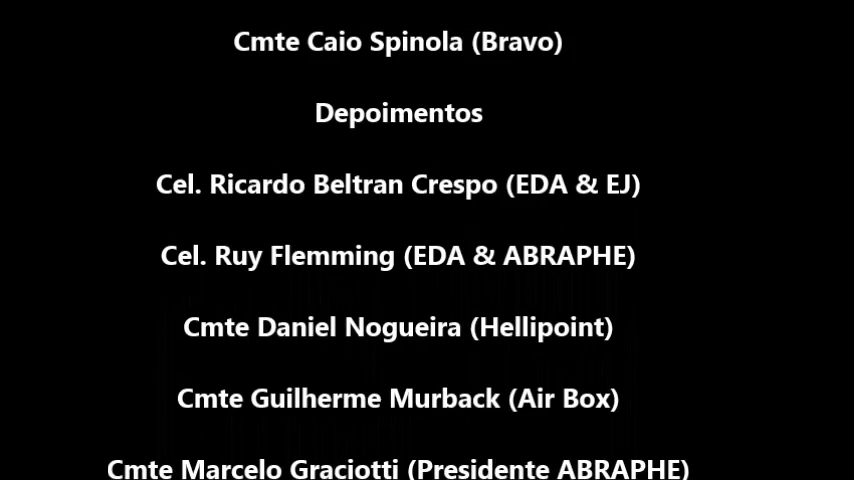 Cmte Caio Spinola (Bravo)
Depoimentos
Cel. Ricardo Beltran Crespo (EDA & EJ)
Cel. Ruy Flemming (EDA & ABRAPHE)
Cmte Daniel Nogueira (Hellipoint)
Cmte Guilherme Murback (Air Box)
Cmte Marcelo Graciotti (Presidente ABRAPHE)